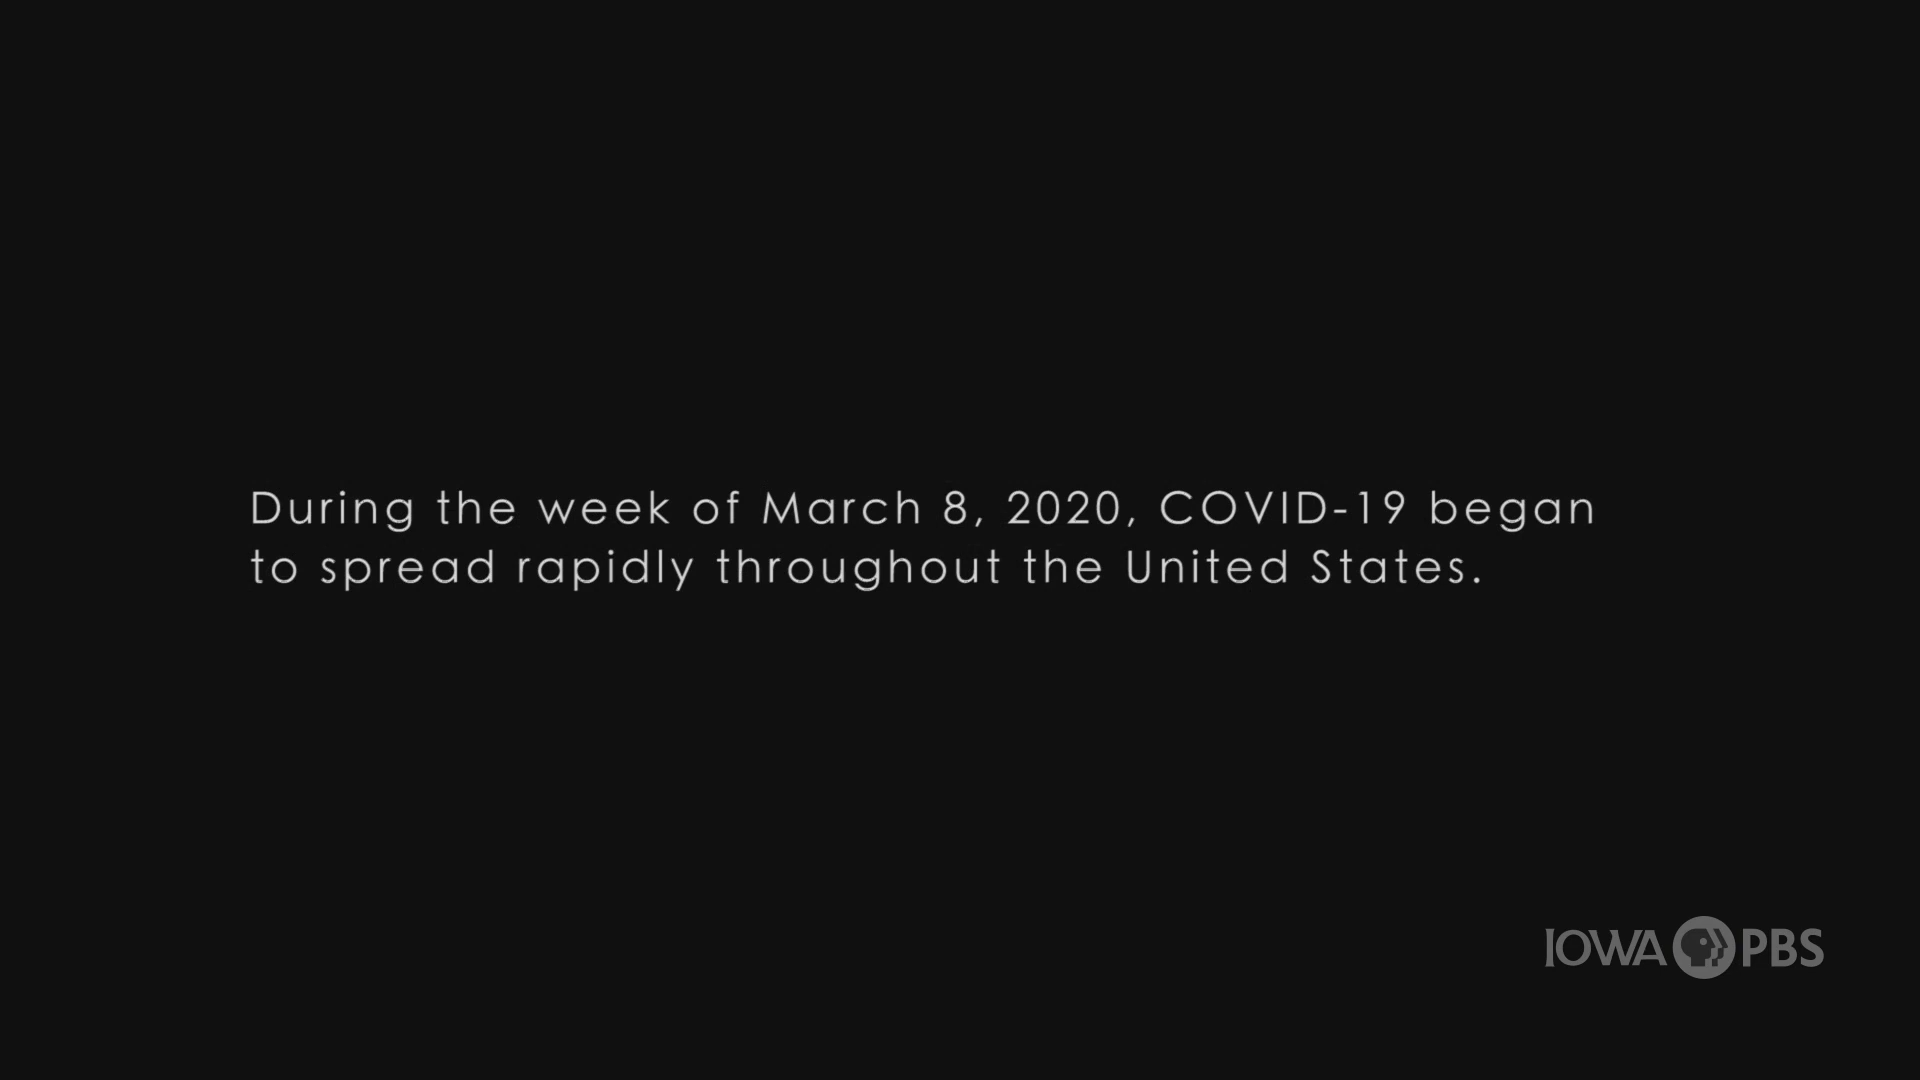 During the week of March 8, 2020, COVID-19 began
to spread rapidly throughout the United States.
IOWA PBS